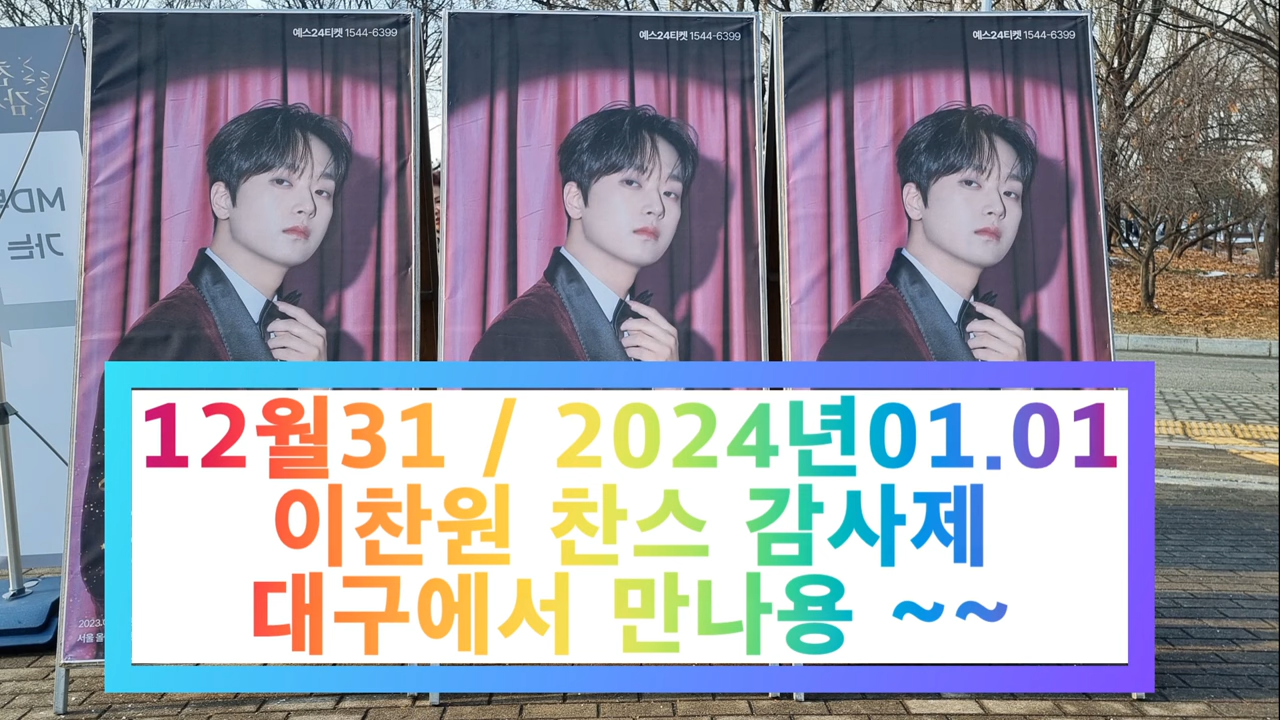 예스24티켓 1544-6399
예스24티켓 1544-6399
예스24티켓 1544-6399
12월31 / 2024년01.01
이찬원 찬스 감사제
대구에서 만나용 ~~